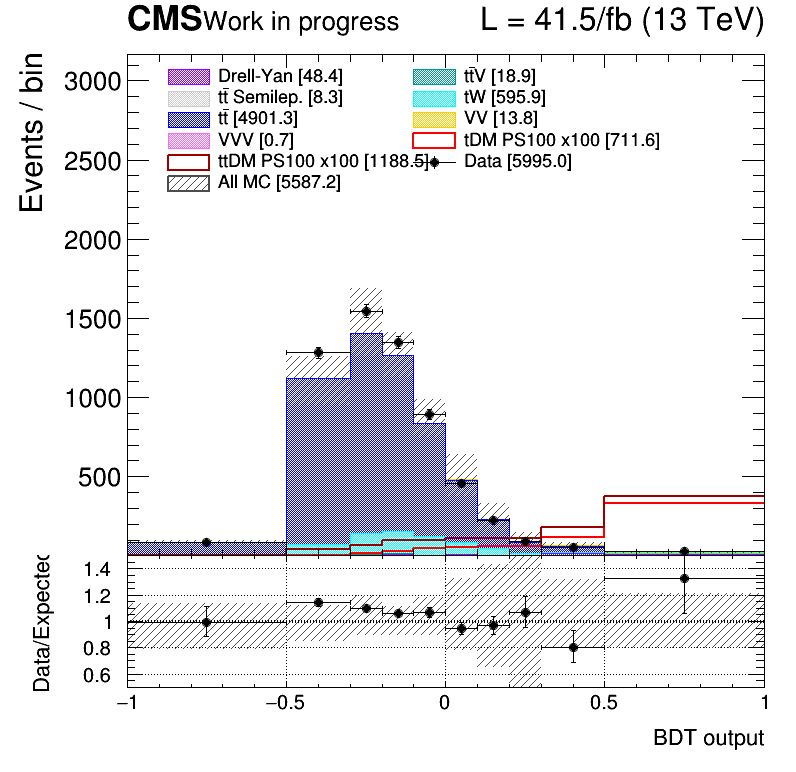 CMS Work in progress L = 41.5/fb (13 TeV)
Events / bin
3000
2500
2000
1500
1000
500
Drell-Yan [48.4] tt̄V [18.9]
tt̄ Semilep. [8.3] tW [595.9]
tt̄ [4901.3] VV [13.8]
VVV [0.7] tDM PS100 x100 [711.6]
ttDM PS100 x100 [1188.5] Data [5995.0]
All MC [5587.2]
Data/Expected
1.4
1.2
1
0.8
0.6
−1 −0.5 0 0.5 1
BDT output